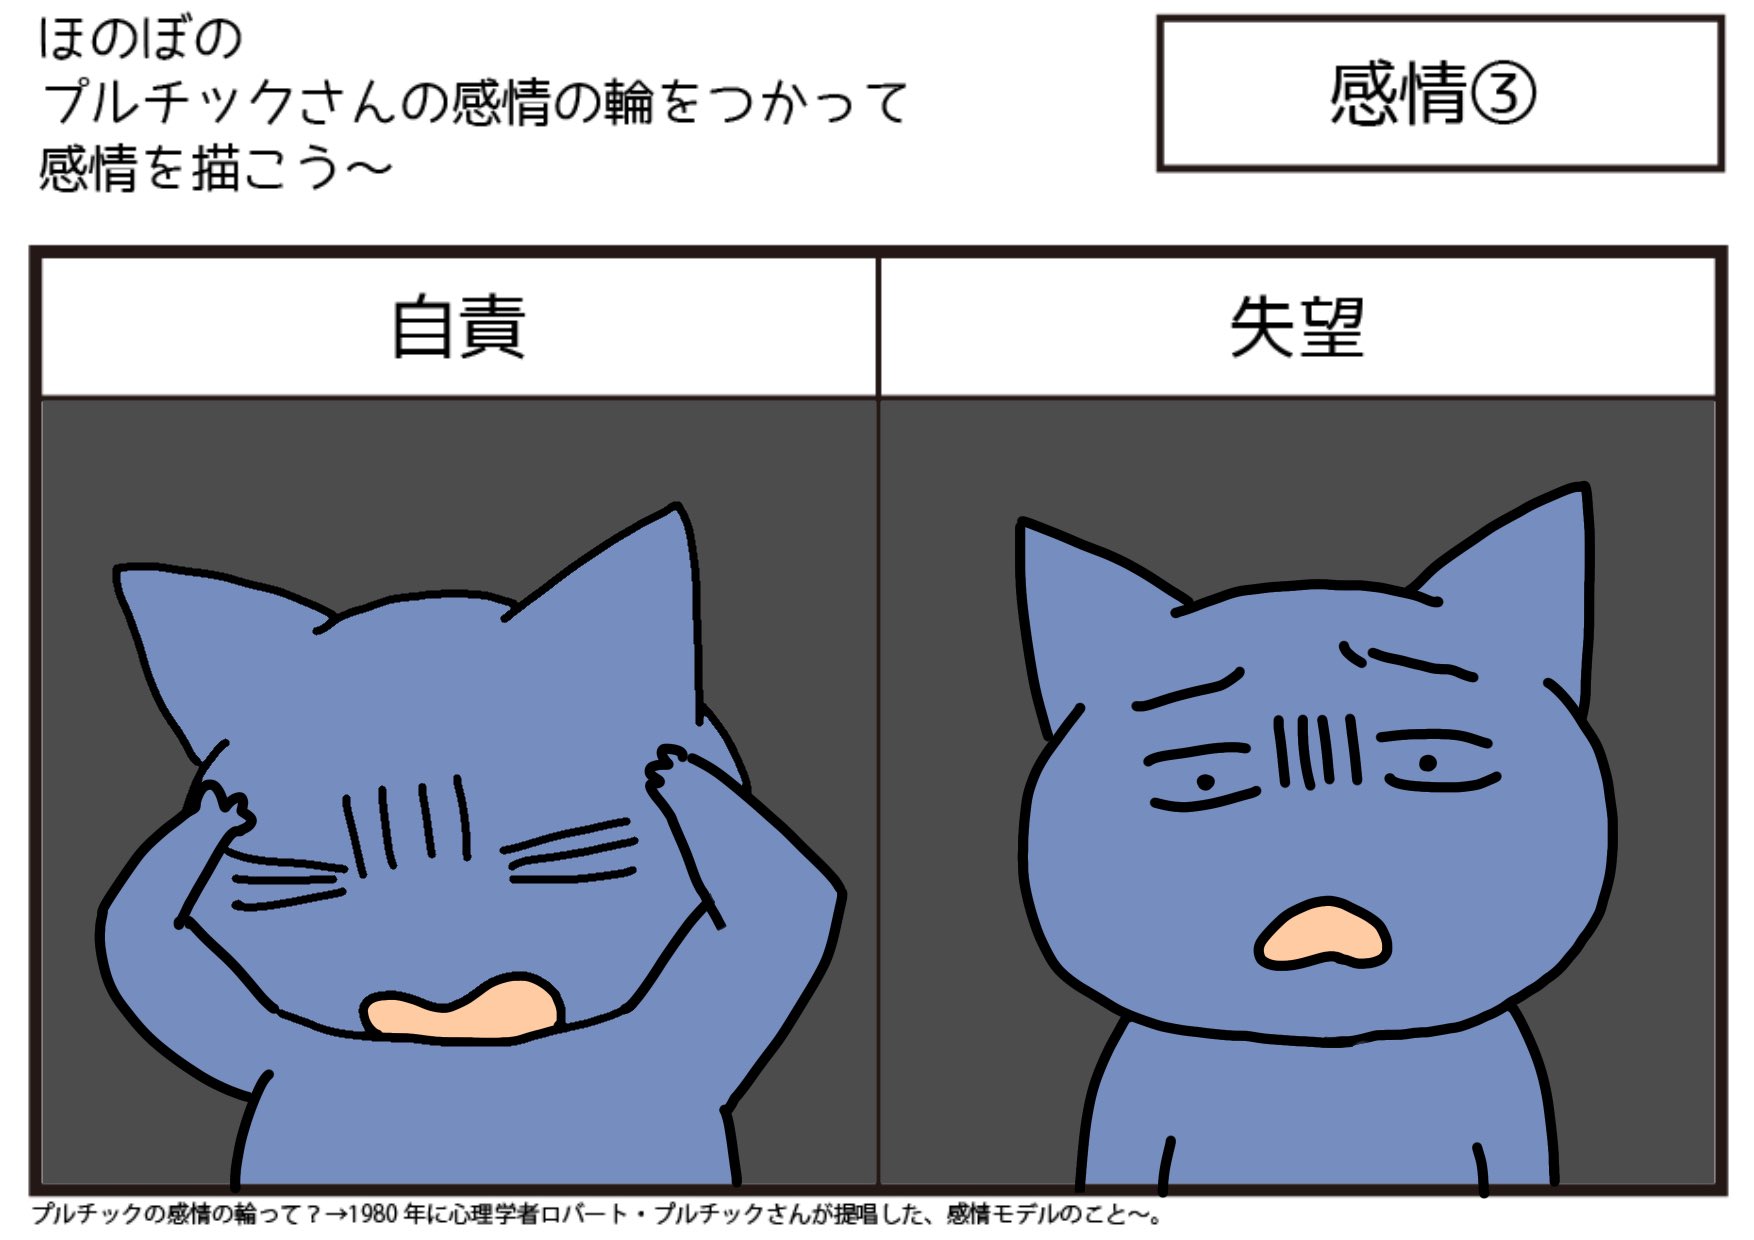 ほのぼの
プルチックさんの感情の輪をつかって
感情を描こう～
感情③
自責
失望
プルチックの感情の輪って？→1980年に心理学者ロバート・プルチックさんが提唱した、感情モデルのこと～。